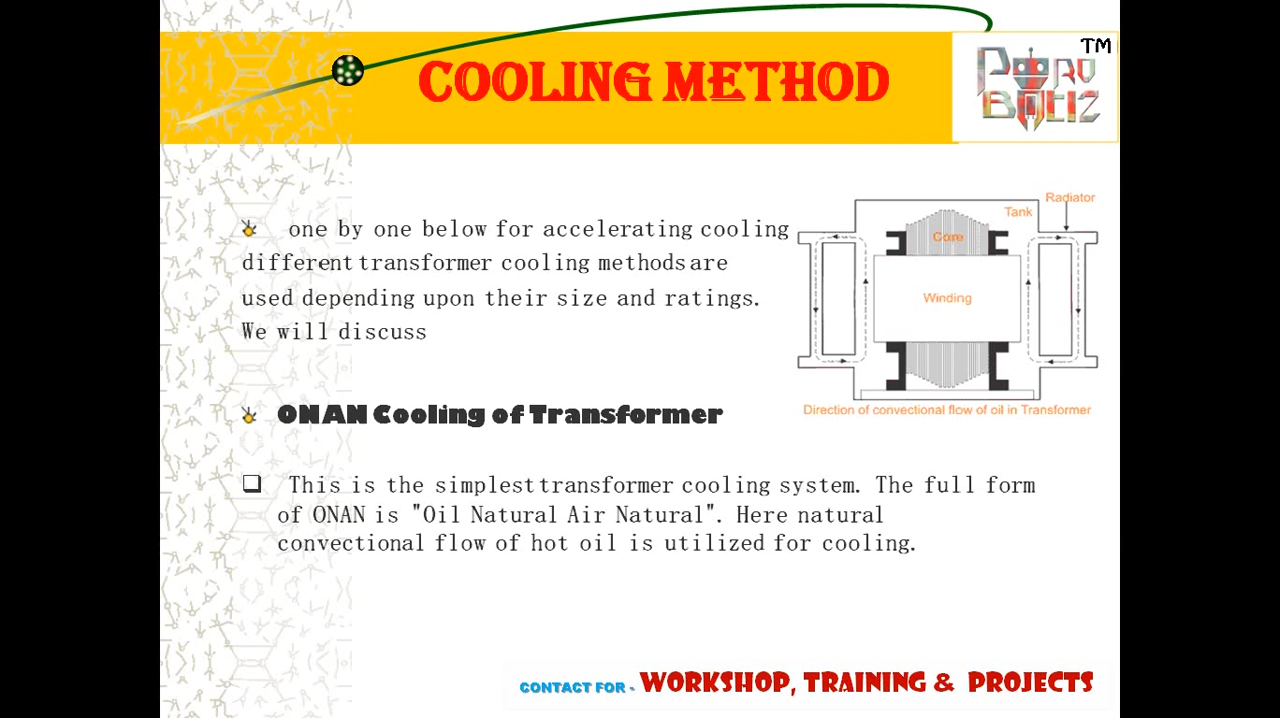 COOLING METHOD
TM
one by one below for accelerating cooling
different transformer cooling methods are
used depending upon their size and ratings.
We will discuss
Radiator
Tank
Core
Winding
Direction of convectional flow of oil in Transformer
ONAN Cooling of Transformer
This is the simplest transformer cooling system. The full form
of ONAN is "Oil Natural Air Natural". Here natural
convectional flow of hot oil is utilized for cooling.
CONTACT FOR - WORKSHOP, TRAINING & PROJECTS